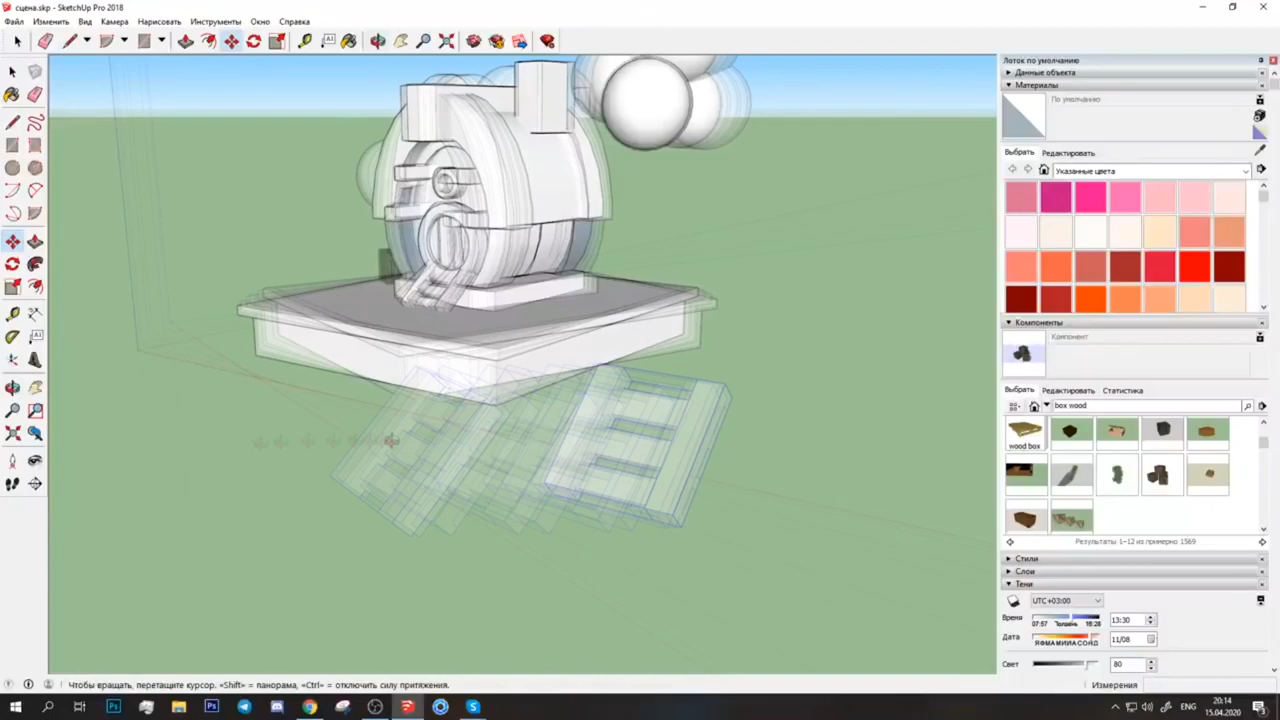 сцена.skp - SketchUp Pro 2018
Файл Изменить Вид Камера Нарисовать Инструменты Окно Справка
Лоток по умолчанию
Данные объекта
Материалы
По умолчанию
Выбрать Редактировать
Указанные цвета
Компоненты
Компонент
Выбрать Редактировать Статистика
box wood
wood box
Результаты 1-12 из примерно 1569
Стили
Слои
Тени
UTC+03:00
Время 07:57 Полдень 16:28 13:30
Дата 11/08
Свет 80
Чтобы вращать, перетащите курсор. «Shift» = панорама, «Ctrl» = отключить силу притяжения. Измерения
ENG 20:14
15.04.2020